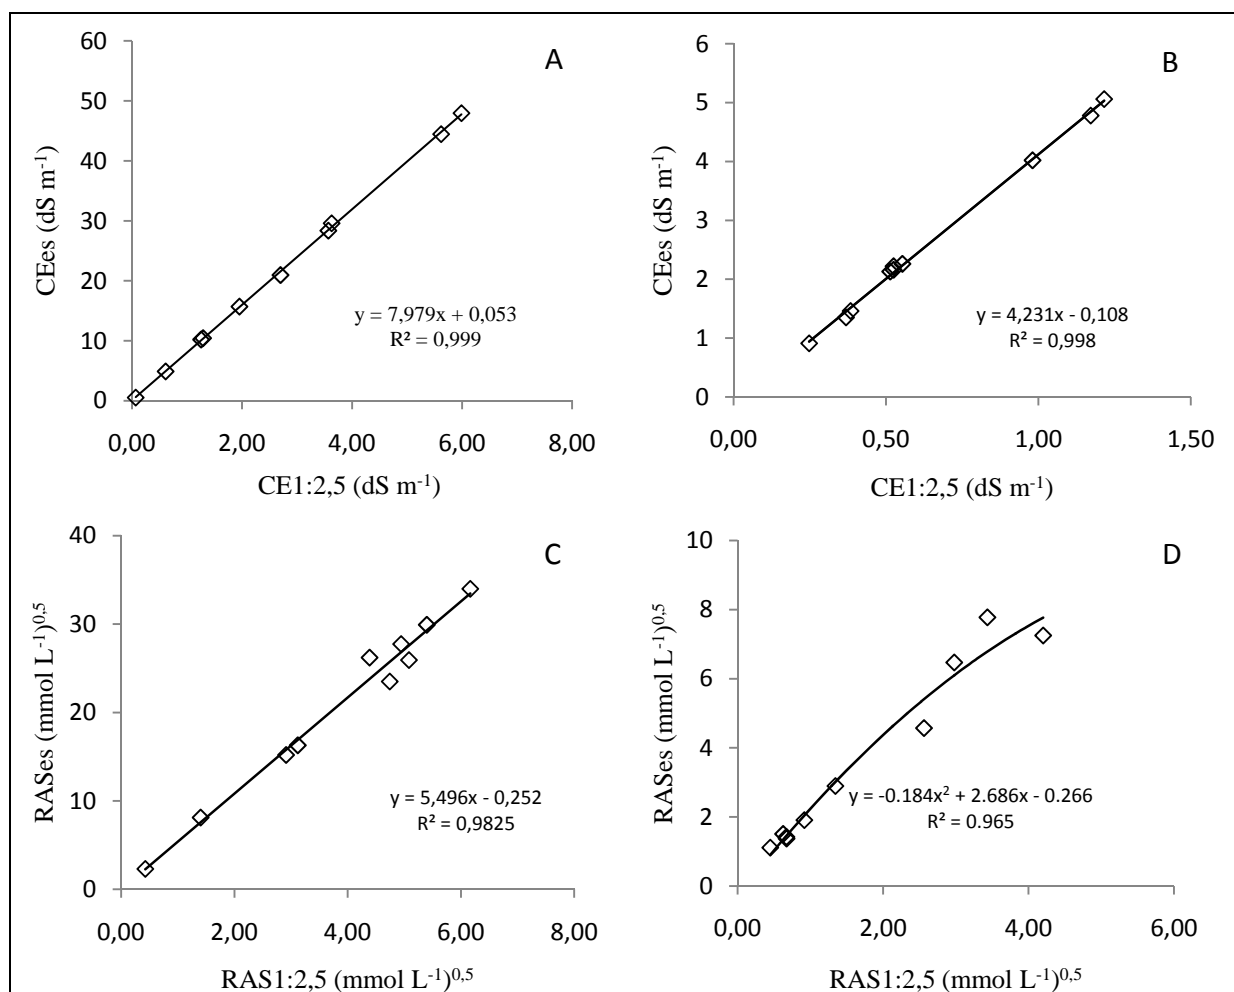 A
CEes (dS m⁻¹)
60
50
40
30
20
10
0
y = 7,979x + 0,053
R² = 0,999
0,00 2,00 4,00 6,00 8,00
CE1:2,5 (dS m⁻¹)
B
CEes (dS m⁻¹)
6
5
4
3
2
1
0
y = 4,231x - 0,108
R² = 0,998
0,00 0,50 1,00 1,50
CE1:2,5 (dS m⁻¹)
C
RASes (mmol L⁻¹)⁰,⁵
40
30
20
10
0
y = 5,496x - 0,252
R² = 0,9825
0,00 2,00 4,00 6,00 8,00
RAS1:2,5 (mmol L⁻¹)⁰,⁵
D
RASes (mmol L⁻¹)⁰,⁵
10
8
6
4
2
0
y = -0.184x² + 2.686x - 0.266
R² = 0.965
0,00 2,00 4,00 6,00
RAS1:2,5 (mmol L⁻¹)⁰,⁵